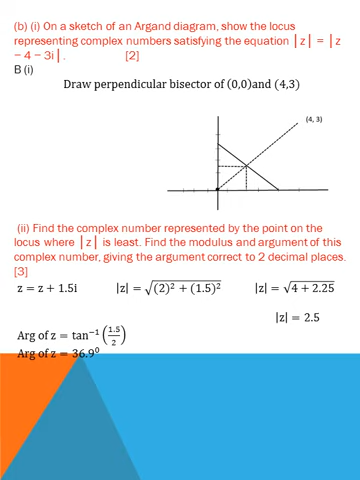 (b) (i) On a sketch of an Argand diagram, show the locus
representing complex numbers satisfying the equation |z| = |z
− 4 − 3i|. [2]
B (i)
Draw perpendicular bisector of (0,0)and (4,3)
(4, 3)
(ii) Find the complex number represented by the point on the
locus where |z| is least. Find the modulus and argument of this
complex number, giving the argument correct to 2 decimal places.
[3]
z = z + 1.5i |z| = √((2)² + (1.5)²) |z| = √(4 + 2.25)
|z| = 2.5
Arg of z = tan⁻¹ (1.5/2)
Arg of z = 36.9⁰